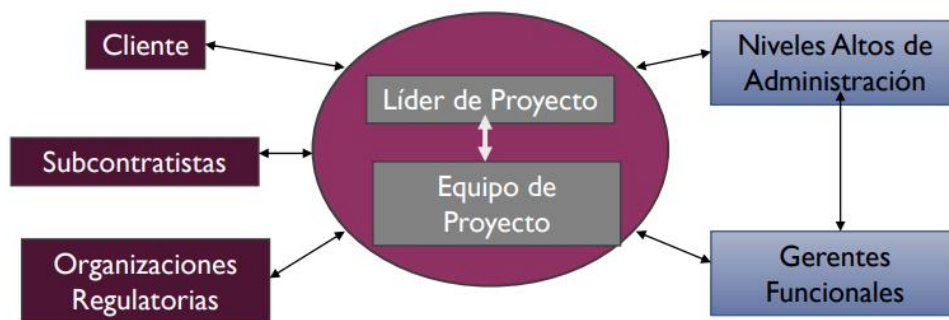 Cliente
Niveles Altos de
Administración
Líder de Proyecto
Subcontratistas
Equipo de
Proyecto
Organizaciones
Regulatorias
Gerentes
Funcionales